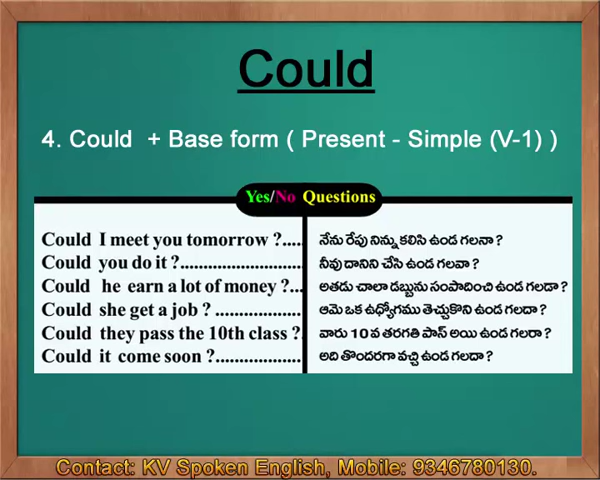 Could
4. Could + Base form ( Present - Simple (V-1) )
Yes/No Questions
Could I meet you tomorrow ?..... నేను రేపు నిన్ను కలిసి ఉండ గలనా ?
Could you do it ?........................... నీవు దానిని చేసి ఉండ గలవా ?
Could he earn a lot of money ?... అతడు చాలా డబ్బును సంపాదించి ఉండ గలడా ?
Could she get a job ? ................... ఆమె ఒక ఉద్యోగము తెచ్చుకొని ఉండ గలదా ?
Could they pass the 10th class ?. వారు 10 వ తరగతి పాస్ అయి ఉండ గలరా ?
Could it come soon ?................... అది తొందరగా వచ్చి ఉండ గలదా ?
Contact: KV Spoken English, Mobile: 9346780130.